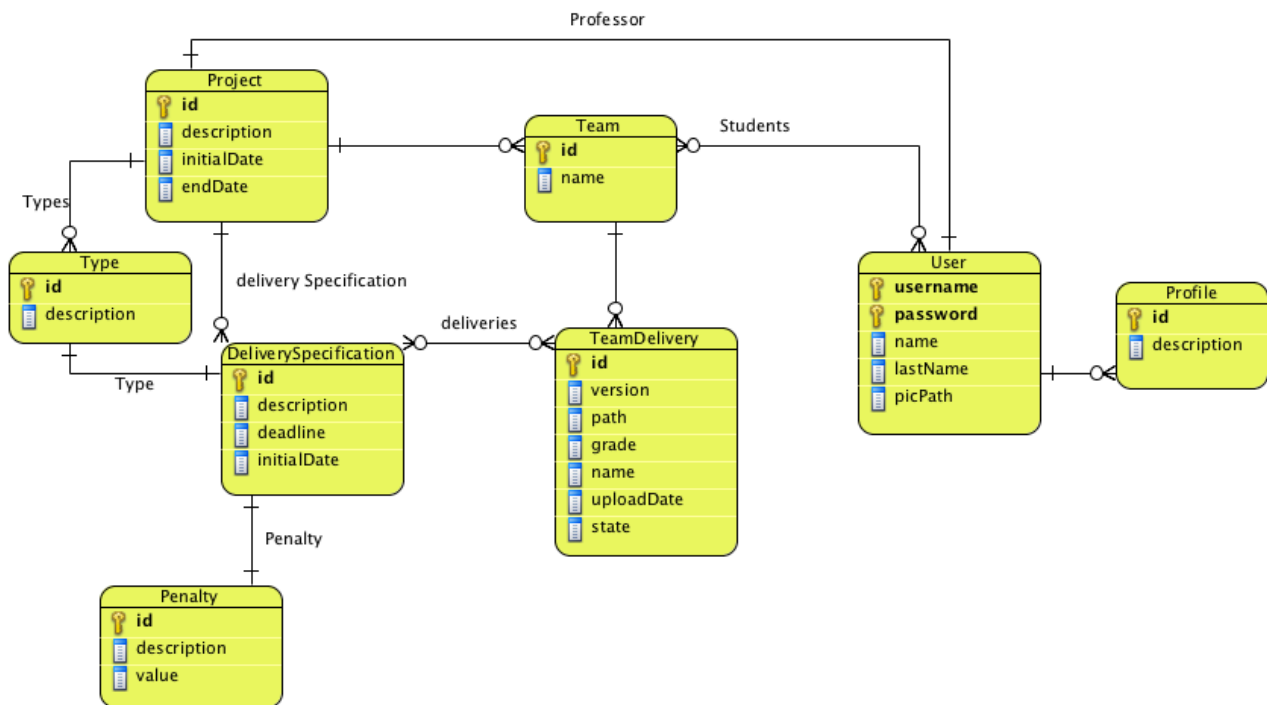 Professor
Project
id
description
initialDate
endDate
Team
id
name
Students
Types
Type
id
description
delivery Specification
User
username
password
name
lastName
picPath
Profile
id
description
deliveries
Type
DeliverySpecification
id
description
deadline
initialDate
TeamDelivery
id
version
path
grade
name
uploadDate
state
Penalty
Penalty
id
description
value